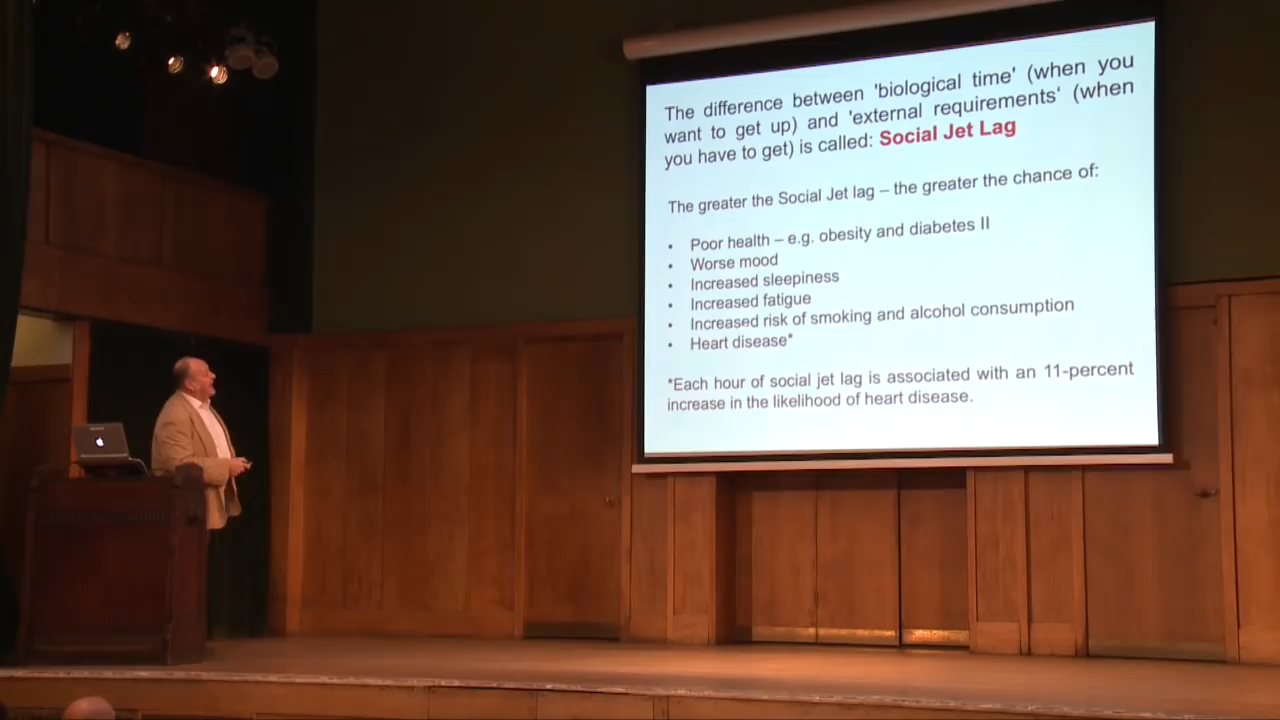 The difference between 'biological time' (when you
want to get up) and 'external requirements' (when
you have to get) is called: Social Jet Lag
The greater the Social Jet lag – the greater the chance of:
• Poor health – e.g. obesity and diabetes II
• Worse mood
• Increased sleepiness
• Increased fatigue
• Increased risk of smoking and alcohol consumption
• Heart disease*
*Each hour of social jet lag is associated with an 11-percent
increase in the likelihood of heart disease.